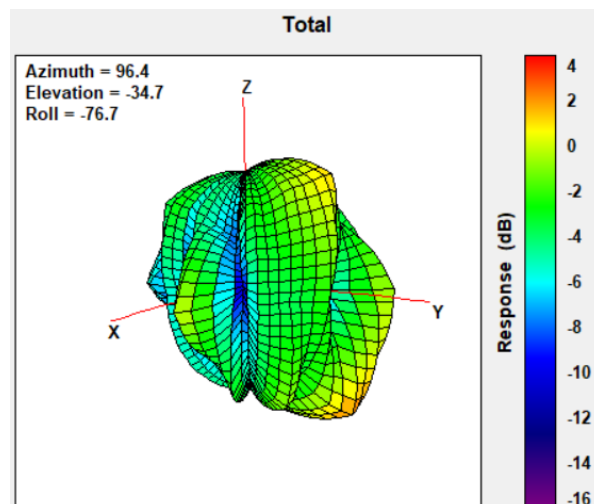 Total
Azimuth = 96.4
Elevation = -34.7
Roll = -76.7
Z
X
Y
Response (dB)
4
2
0
-2
-4
-6
-8
-10
-12
-14
-16